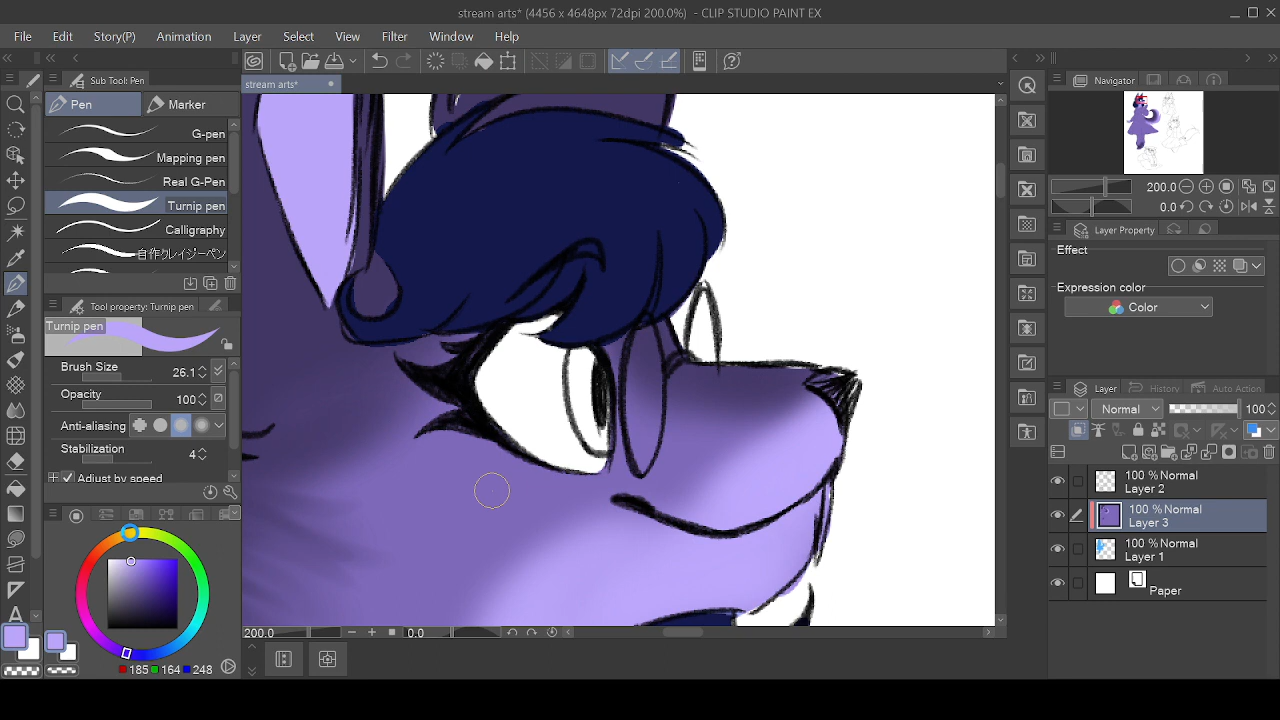 stream arts* (4456 x 4648px 72dpi 200.0%) - CLIP STUDIO PAINT EX
File Edit Story(P) Animation Layer Select View Filter Window Help
Sub Tool: Pen
stream arts*
Navigator
Pen Marker
G-pen
Mapping pen
Real G-Pen
Turnip pen
Calligraphy
自作クレイジーペン
200.0
0.0
Layer Property
Effect
Expression color
Color
Tool property: Turnip pen
Turnip pen
Brush Size 26.1
Opacity 100
Anti-aliasing
Stabilization 4
Adjust by speed
Layer History Auto Action
Normal 100
100 % Normal
Layer 2
100 % Normal
Layer 3
100 % Normal
Layer 1
Paper
200.0 0.0
A
185 164 248